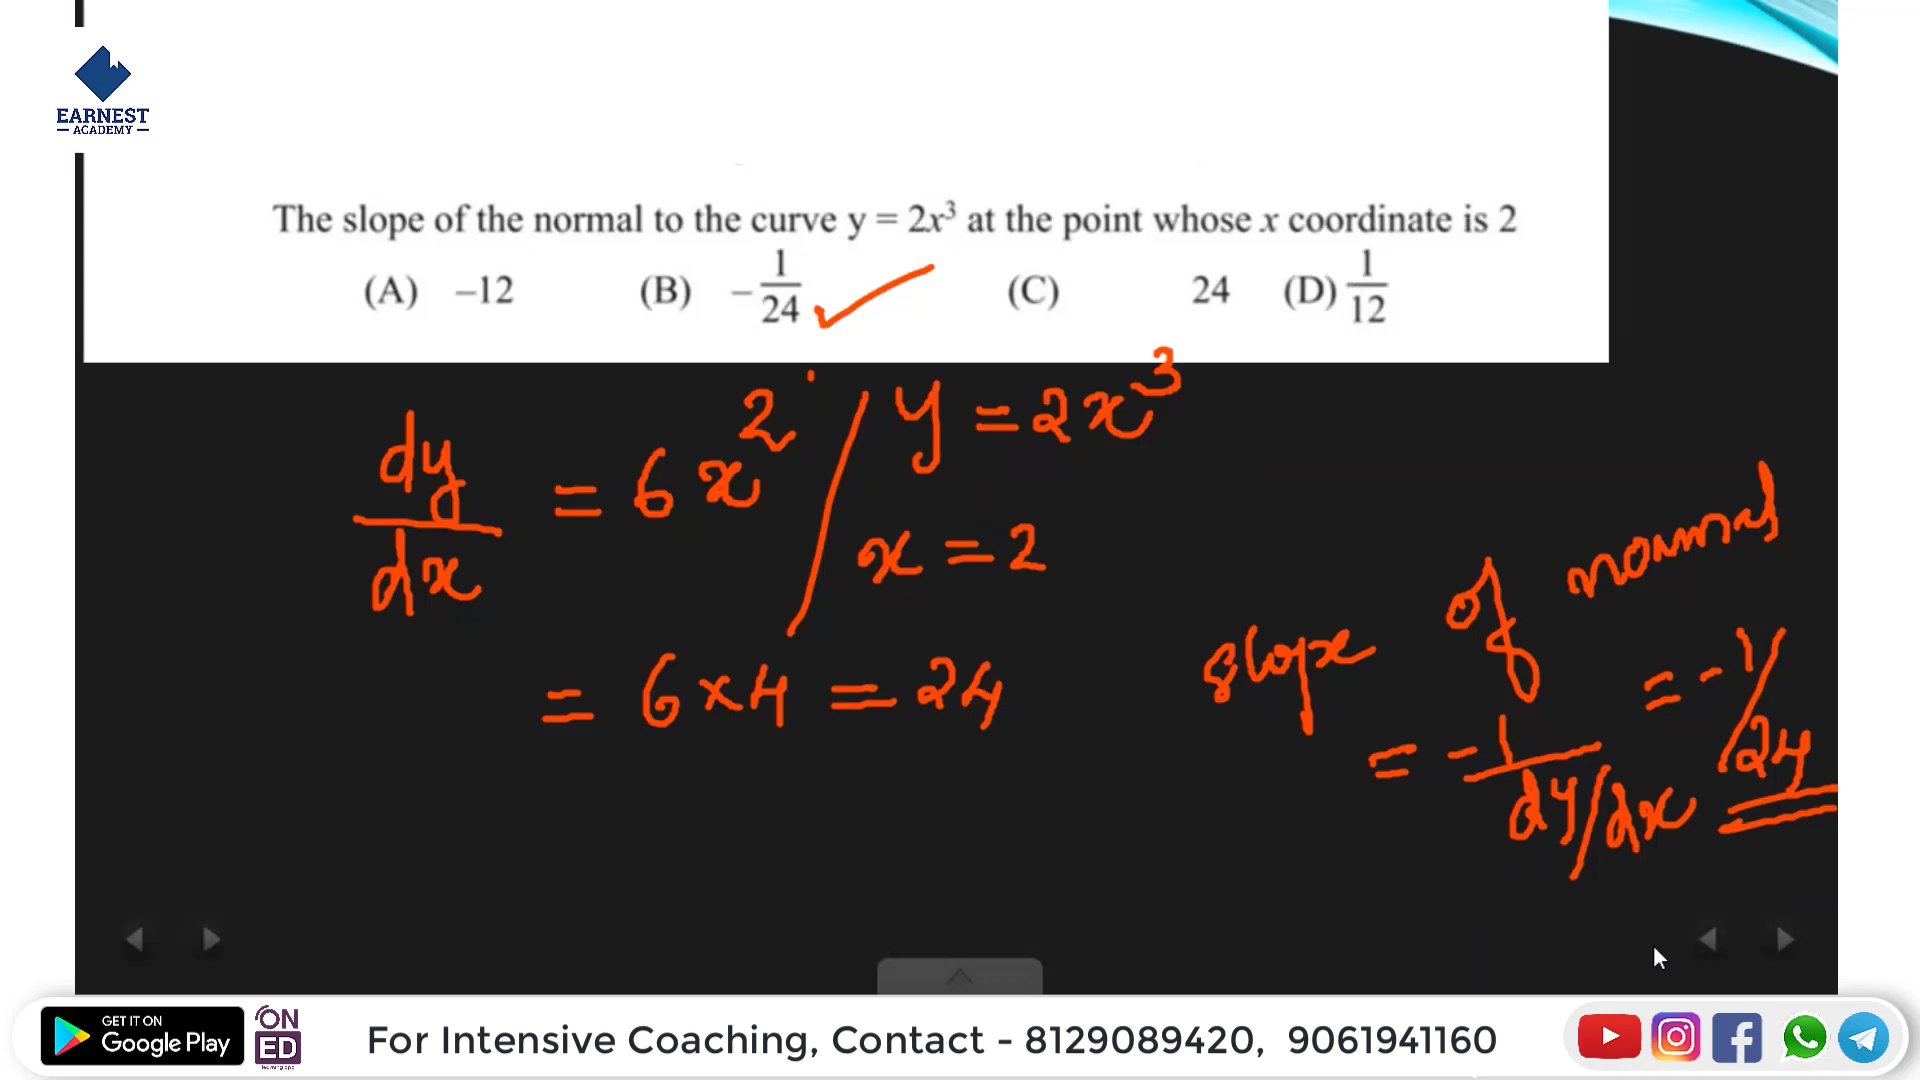 EARNEST
ACADEMY
The slope of the normal to the curve y = 2x³ at the point whose x coordinate is 2
(A) –12 (B) –1/24 (C) 24 (D) 1/12
dy/dx = 6x² / y = 2x³
x = 2
= 6×4 = 24
slope of normal
= -1/dy/dx = -1/24
GET IT ON
Google Play
ON
ED
For Intensive Coaching, Contact - 8129089420, 9061941160